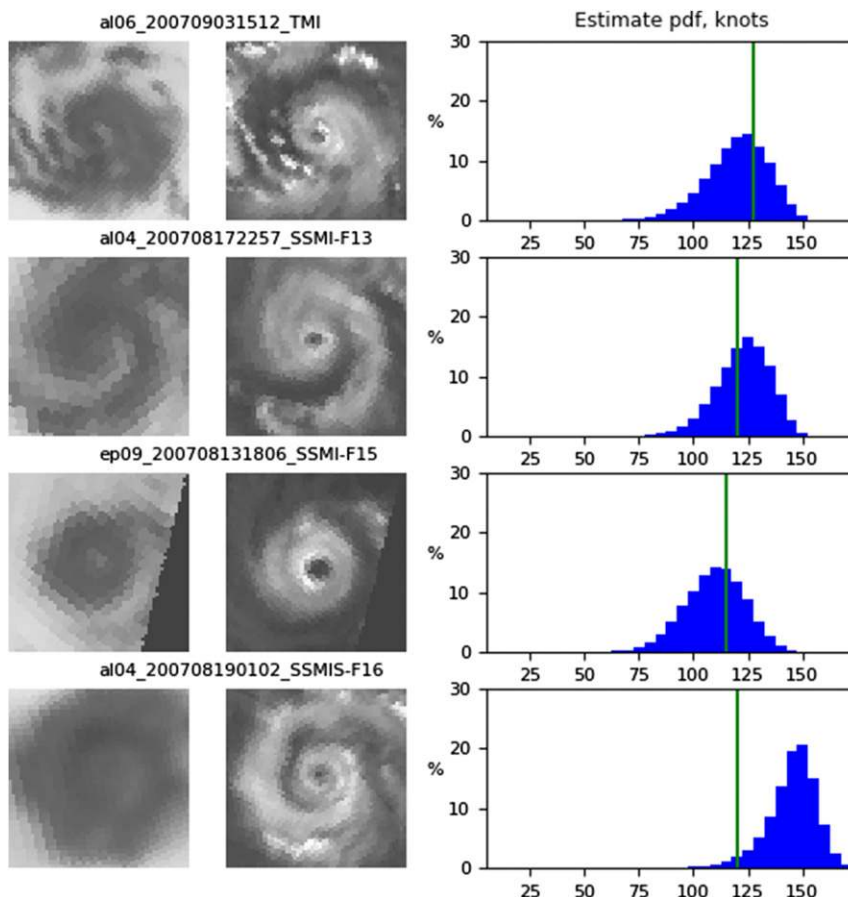 al06_200709031512_TMI
Estimate pdf, knots
30
20
%
10
0
25 50 75 100 125 150
al04_200708172257_SSMI-F13
30
20
%
10
0
25 50 75 100 125 150
ep09_200708131806_SSMI-F15
30
20
%
10
0
25 50 75 100 125 150
al04_200708190102_SSMIS-F16
30
20
%
10
0
25 50 75 100 125 150